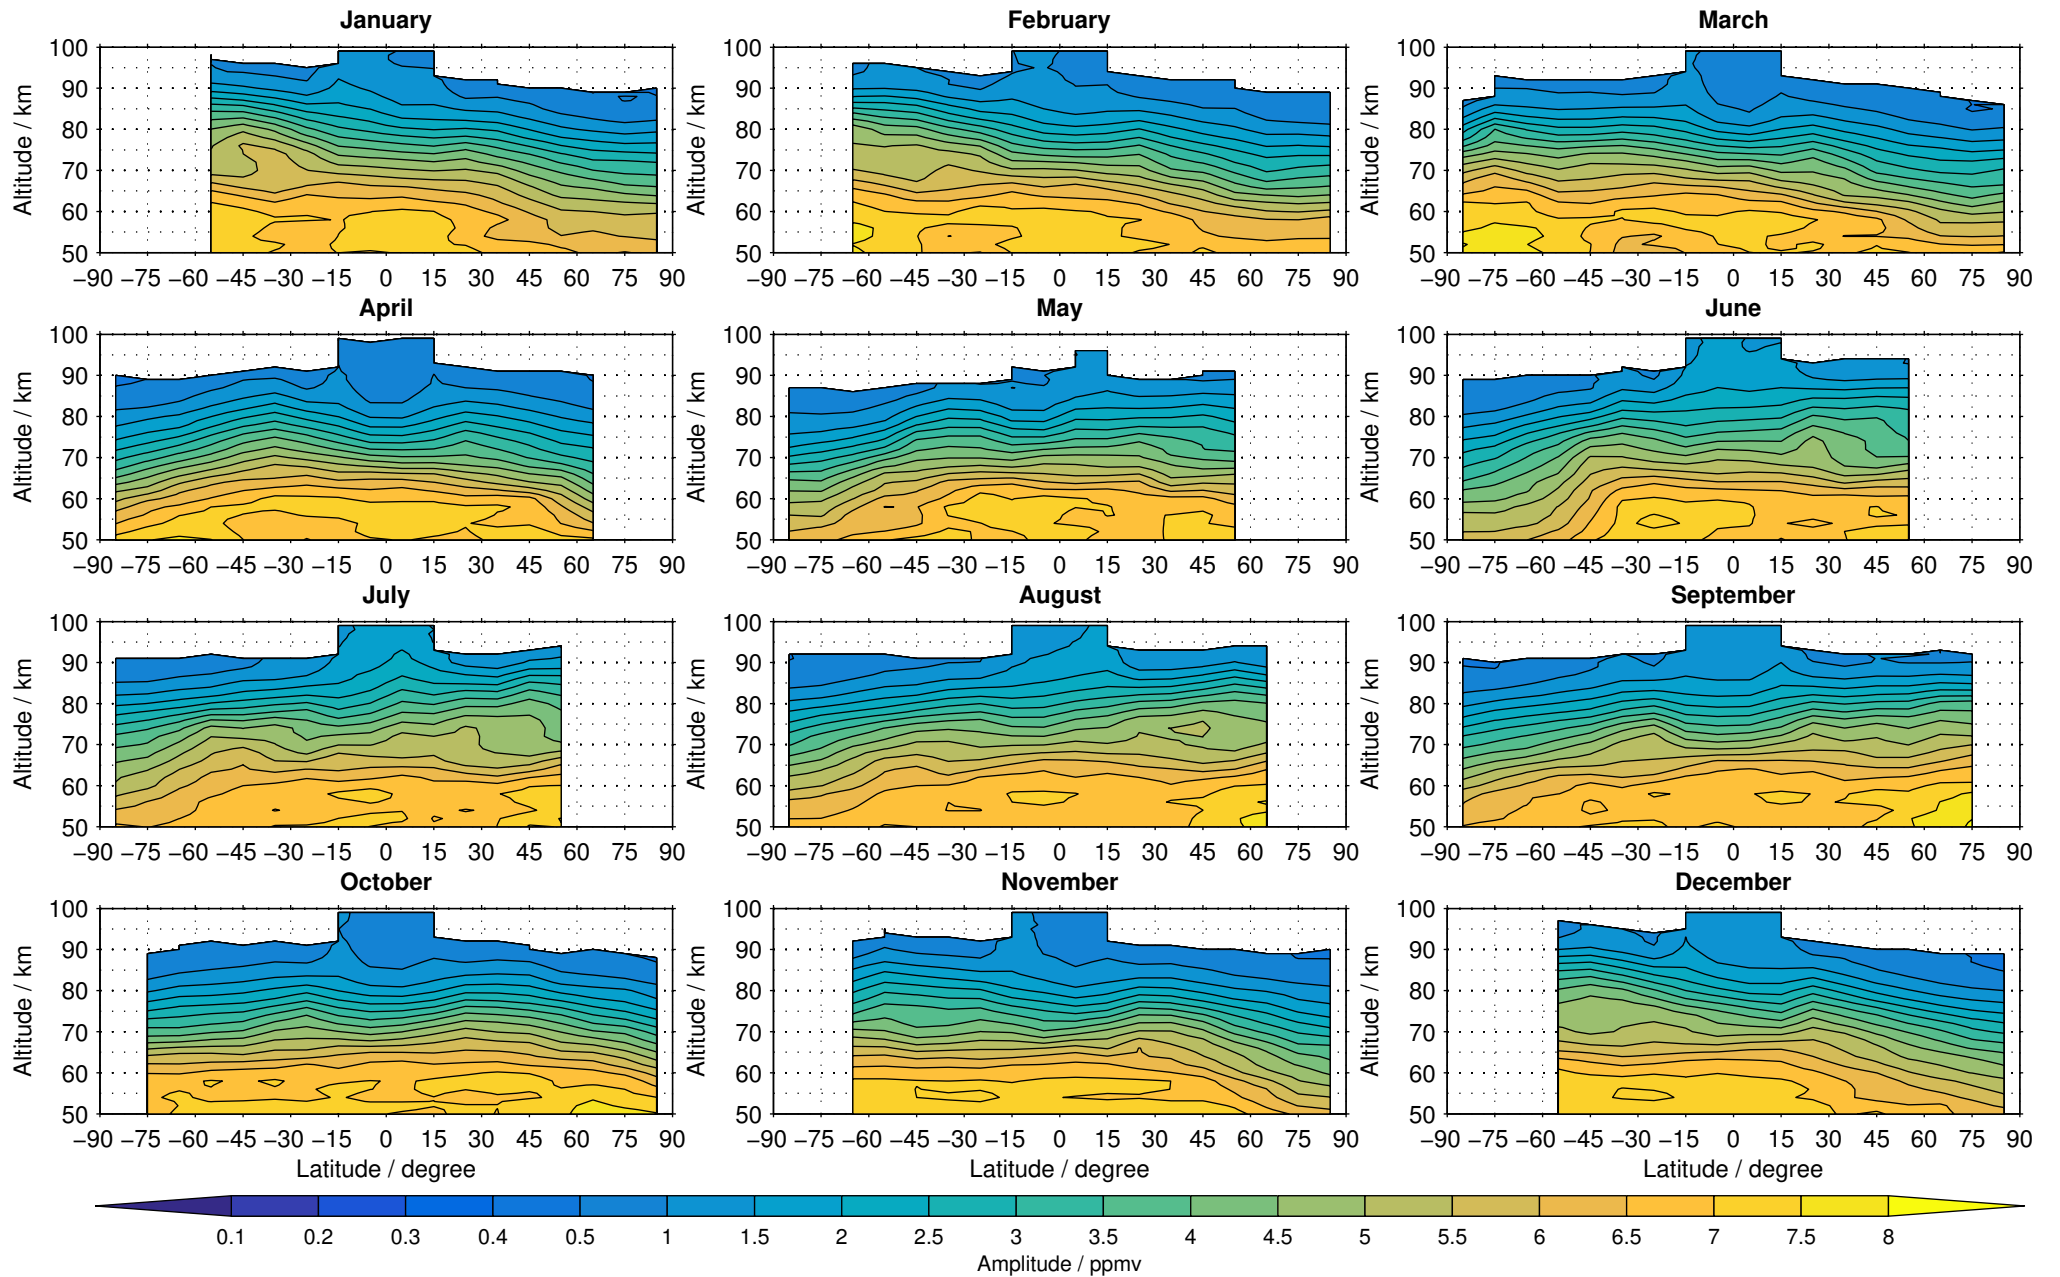 January February March
100 100 100
90 90 90
80 80 80
70 70 70
60 60 60
50 50 50
Altitude / km Altitude / km Altitude / km
−90 −75 −60 −45 −30 −15 0 15 30 45 60 75 90 −90 −75 −60 −45 −30 −15 0 15 30 45 60 75 90 −90 −75 −60 −45 −30 −15 0 15 30 45 60 75 90
April May June
100 100 100
90 90 90
80 80 80
70 70 70
60 60 60
50 50 50
Altitude / km Altitude / km Altitude / km
−90 −75 −60 −45 −30 −15 0 15 30 45 60 75 90 −90 −75 −60 −45 −30 −15 0 15 30 45 60 75 90 −90 −75 −60 −45 −30 −15 0 15 30 45 60 75 90
July August September
100 100 100
90 90 90
80 80 80
70 70 70
60 60 60
50 50 50
Altitude / km Altitude / km Altitude / km
−90 −75 −60 −45 −30 −15 0 15 30 45 60 75 90 −90 −75 −60 −45 −30 −15 0 15 30 45 60 75 90 −90 −75 −60 −45 −30 −15 0 15 30 45 60 75 90
October November December
100 100 100
90 90 90
80 80 80
70 70 70
60 60 60
50 50 50
Altitude / km Altitude / km Altitude / km
−90 −75 −60 −45 −30 −15 0 15 30 45 60 75 90 −90 −75 −60 −45 −30 −15 0 15 30 45 60 75 90 −90 −75 −60 −45 −30 −15 0 15 30 45 60 75 90
Latitude / degree Latitude / degree Latitude / degree
0.1 0.2 0.3 0.4 0.5 1 1.5 2 2.5 3 3.5 4 4.5 5 5.5 6 6.5 7 7.5 8
Amplitude / ppmv